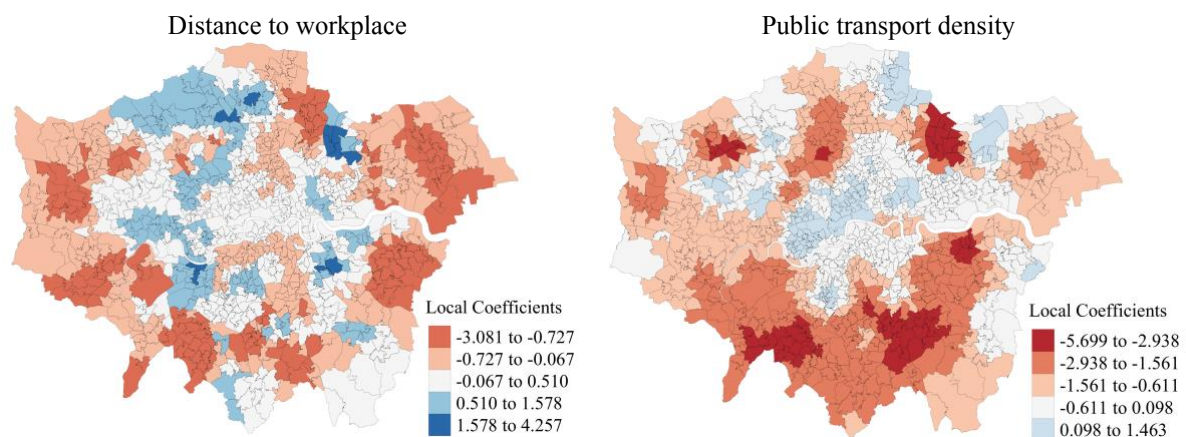 Distance to workplace
Public transport density
Local Coefficients
-3.081 to -0.727
-0.727 to -0.067
-0.067 to 0.510
0.510 to 1.578
1.578 to 4.257
Local Coefficients
-5.699 to -2.938
-2.938 to -1.561
-1.561 to -0.611
-0.611 to 0.098
0.098 to 1.463